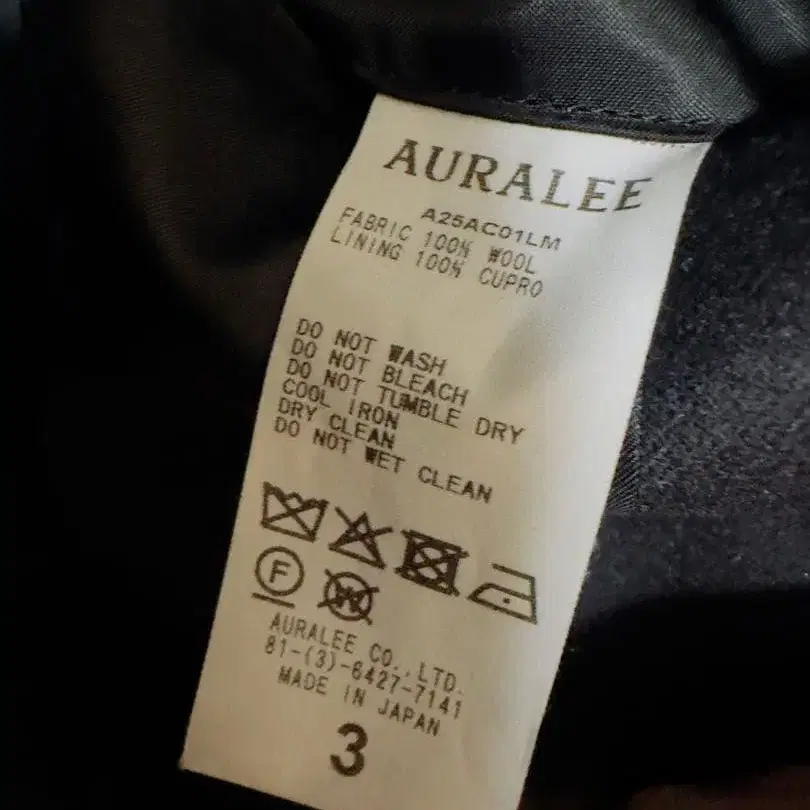 AURALEE
A25AC01LM
FABRIC 100% WOOL
LINING 100% CUPRO
DO NOT WASH
DO NOT BLEACH
DO NOT TUMBLE DRY
COOL IRON
DRY CLEAN
DO NOT WET CLEAN
F
W
AURALEE CO., LTD.
81-(3)-6427-7141
MADE IN JAPAN
3